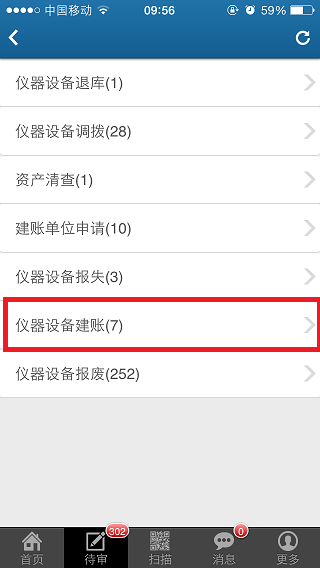 中国移动 09:56 59%
仪器设备退库(1)
仪器设备调拨(28)
资产清查(1)
建账单位申请(10)
仪器设备报失(3)
仪器设备建账(7)
仪器设备报废(252)
302 0
首页 待审 扫描 消息 更多